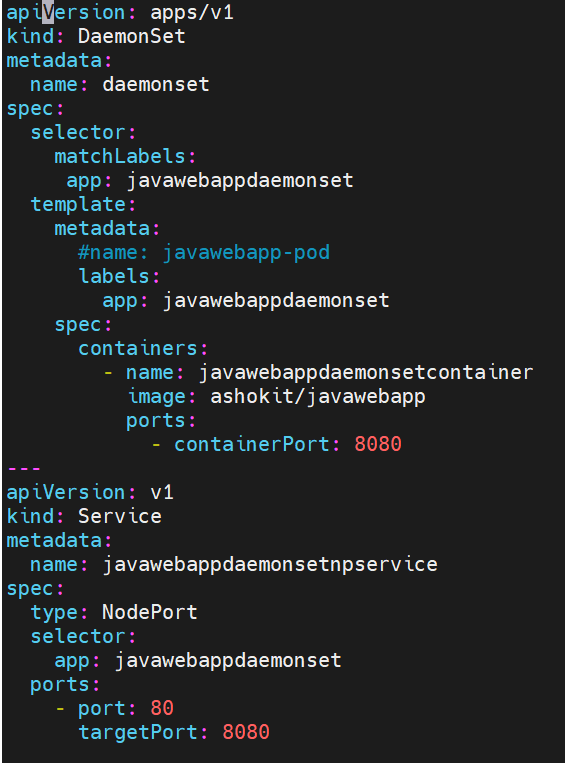 apiVersion: apps/v1
kind: DaemonSet
metadata:
  name: daemonset
spec:
  selector:
    matchLabels:
     app: javawebappdaemonset
  template:
    metadata:
      #name: javawebapp-pod
      labels:
        app: javawebappdaemonset
    spec:
      containers:
        - name: javawebappdaemonsetcontainer
          image: ashokit/javawebapp
          ports:
            - containerPort: 8080
---
apiVersion: v1
kind: Service
metadata:
  name: javawebappdaemonsetnpservice
spec:
  type: NodePort
  selector:
    app: javawebappdaemonset
  ports:
    - port: 80
      targetPort: 8080